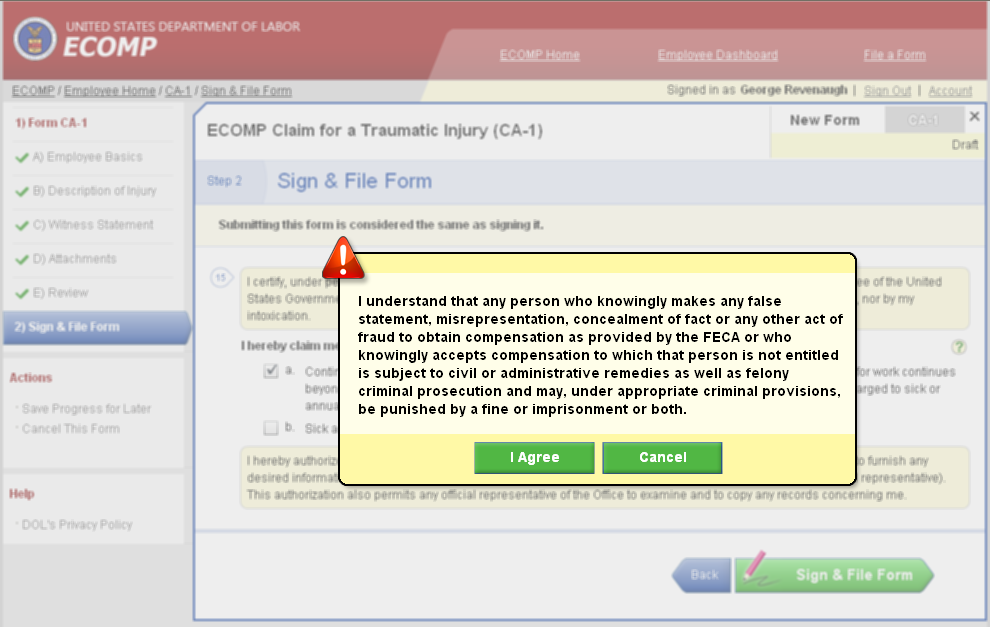 UNITED STATES DEPARTMENT OF LABOR
ECOMP
ECOMP Home
Employee Dashboard
File a Form
ECOMP / Employee Home / CA-1 / Sign & File Form
Signed in as George Revenaugh | Sign Out | Account
1) Form CA-1
A) Employee Basics
B) Description of Injury
C) Witness Statement
D) Attachments
E) Review
2) Sign & File Form
Actions
· Save Progress for Later
· Cancel This Form
Help
· DOL's Privacy Policy
ECOMP Claim for a Traumatic Injury (CA-1)
New Form
CA-1
Draft
Step 2
Sign & File Form
Submitting this form is considered the same as signing it.
15
I certify, under pe ee of the United
States Governme , nor by my
intoxication.
I hereby claim me
a. Contin for work continues
beyon arged to sick or
annua
b. Sick a
I hereby authoriz to furnish any
desired informat representative).
This authorization also permits any official representative of the Office to examine and to copy any records concerning me.
I understand that any person who knowingly makes any false
statement, misrepresentation, concealment of fact or any other act of
fraud to obtain compensation as provided by the FECA or who
knowingly accepts compensation to which that person is not entitled
is subject to civil or administrative remedies as well as felony
criminal prosecution and may, under appropriate criminal provisions,
be punished by a fine or imprisonment or both.
I Agree
Cancel
Back
Sign & File Form